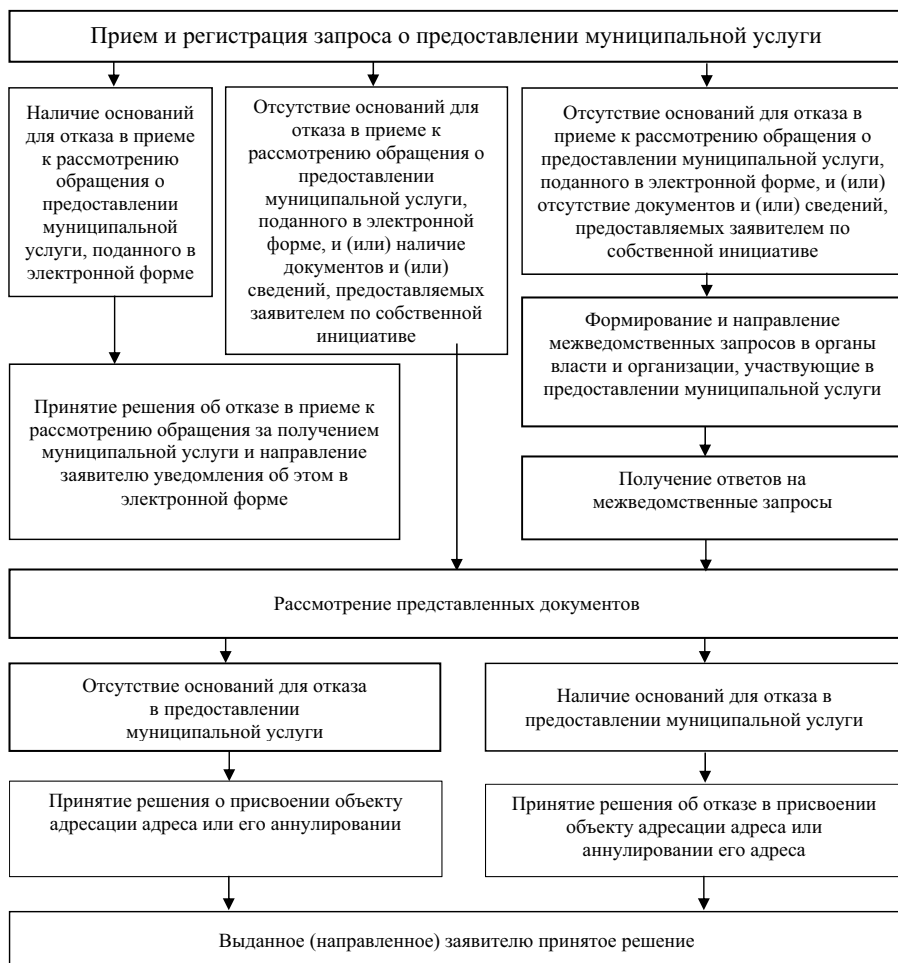 Прием и регистрация запроса о предоставлении муниципальной услуги
Наличие оснований
для отказа в приеме
к рассмотрению
обращения о
предоставлении
муниципальной
услуги, поданного в
электронной форме
Отсутствие оснований для
отказа в приеме к
рассмотрению обращения о
предоставлении
муниципальной услуги,
поданного в электронной
форме, и (или) наличие
документов и (или)
сведений, предоставляемых
заявителем по собственной
инициативе
Отсутствие оснований для отказа в
приеме к рассмотрению обращения о
предоставлении муниципальной услуги,
поданного в электронной форме, и (или)
отсутствие документов и (или) сведений,
предоставляемых заявителем по
собственной инициативе
Формирование и направление
межведомственных запросов в органы
власти и организации, участвующие в
предоставлении муниципальной услуги
Принятие решения об отказе в приеме к
рассмотрению обращения за получением
муниципальной услуги и направление
заявителю уведомления об этом в
электронной форме
Получение ответов на
межведомственные запросы
Рассмотрение представленных документов
Отсутствие оснований для отказа
в предоставлении
муниципальной услуги
Наличие оснований для отказа в
предоставлении муниципальной услуги
Принятие решения о присвоении объекту
адресации адреса или его аннулировании
Принятие решения об отказе в присвоении
объекту адресации адреса или
аннулировании его адреса
Выданное (направленное) заявителю принятое решение